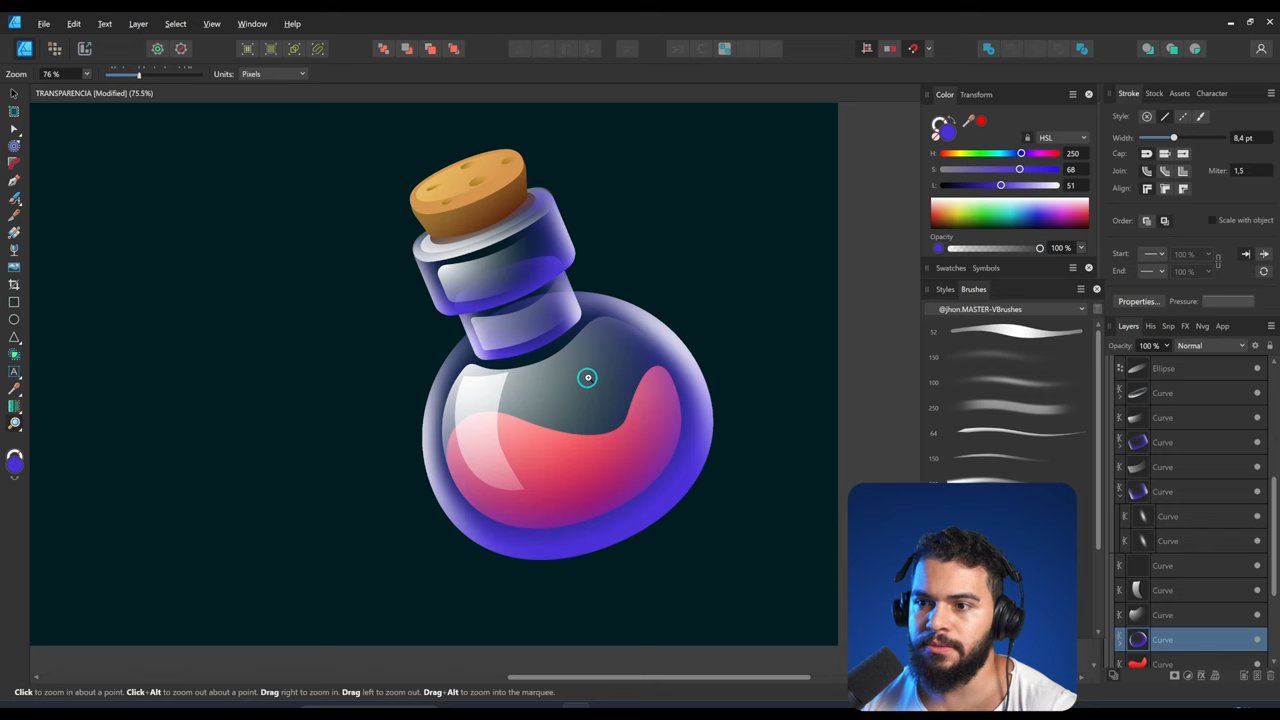 File Edit Text Layer Select View Window Help
Zoom 76 % Units: Pixels
TRANSPARENCIA [Modified] (75.5%)
Color Transform
HSL
H: 250
S: 68
L: 51
Opacity
100 %
Swatches Symbols
Styles Brushes
@jhon.MASTER-VBrushes
52
150
100
250
64
150
Stroke Stock Assets Character
Style:
Width: 8,4 pt
Cap:
Join: Miter: 1,5
Align:
Order: Scale with object
Start: 100 % 100 %
End: 100 % 100 %
Properties... Pressure:
Layers His Snp FX Nvg App
Opacity: 100 % Normal
Ellipse
Curve
Curve
Curve
Curve
Curve
Curve
Curve
Curve
Curve
Curve
Curve
Curve
Click to zoom in about a point. Click+Alt to zoom out about a point. Drag right to zoom in. Drag left to zoom out. Drag+Alt to zoom into the marquee.